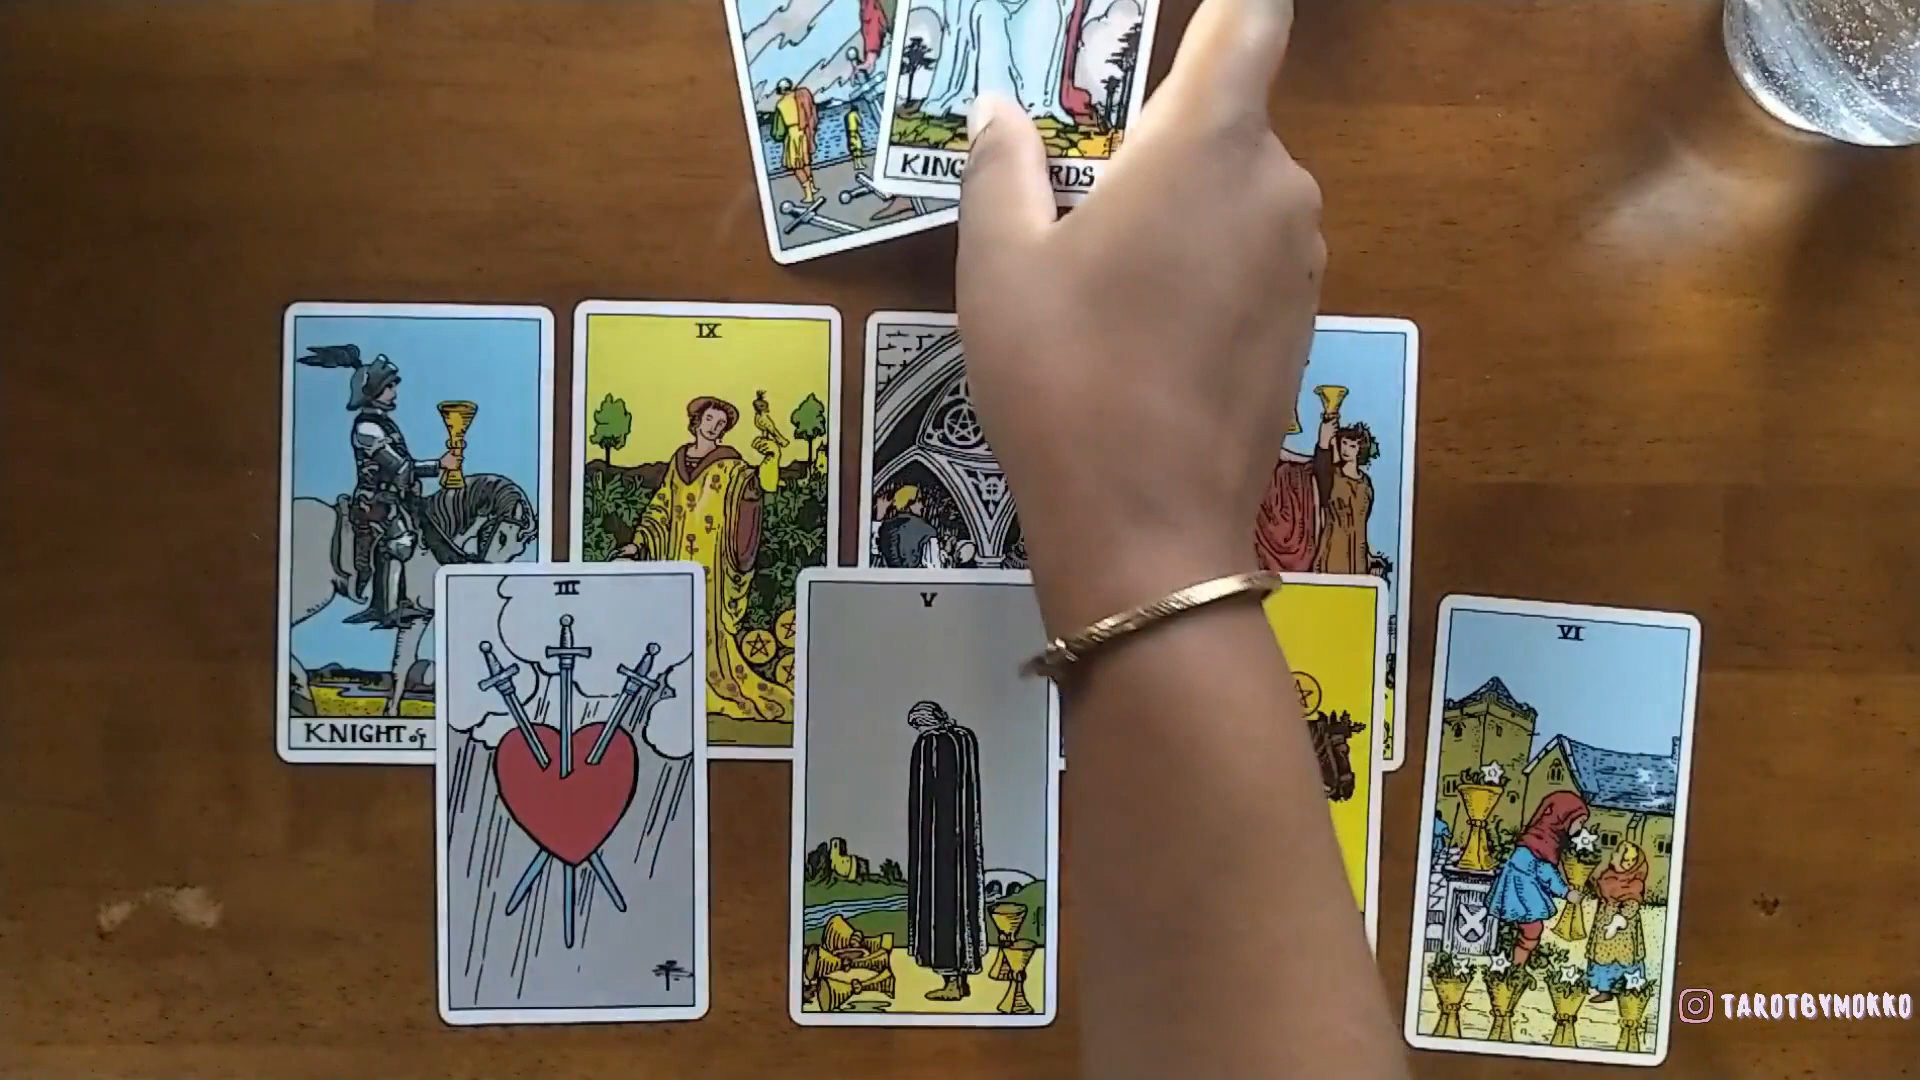 KING
RDS
IX
KNIGHT of
III
V
VI
TAROTBYMOKKO